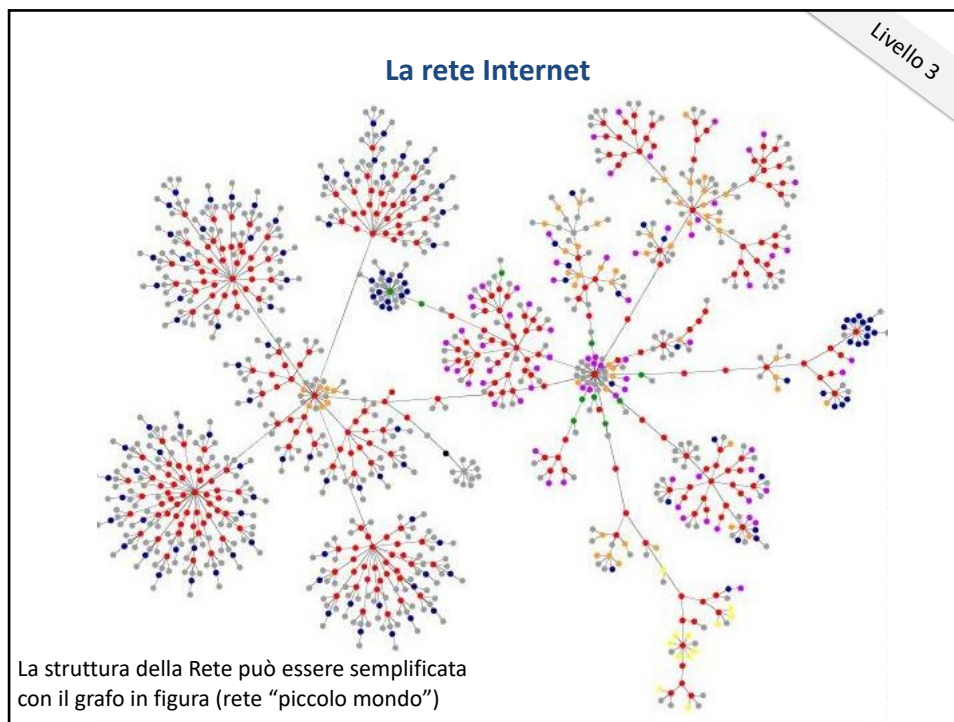 Livello 3
La rete Internet
La struttura della Rete può essere semplificata
con il grafo in figura (rete “piccolo mondo”)